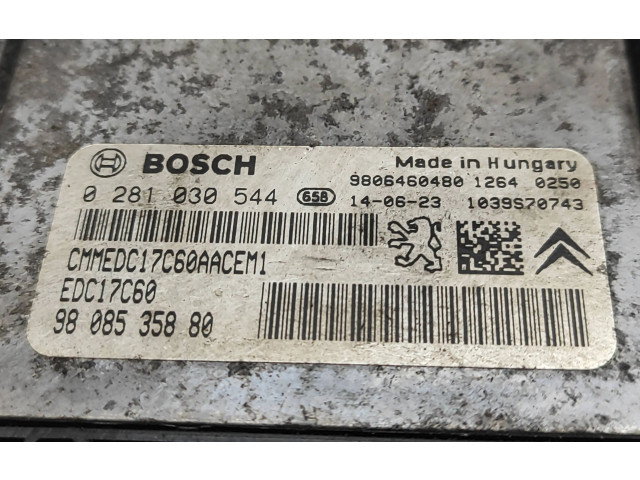 BOSCH
Made in Hungary
0 281 030 544 65B
9806460480 1264 0250
14-06-23 1039S70743
CMMEDC17C60AACEM1
EDC17C60
98 085 358 80